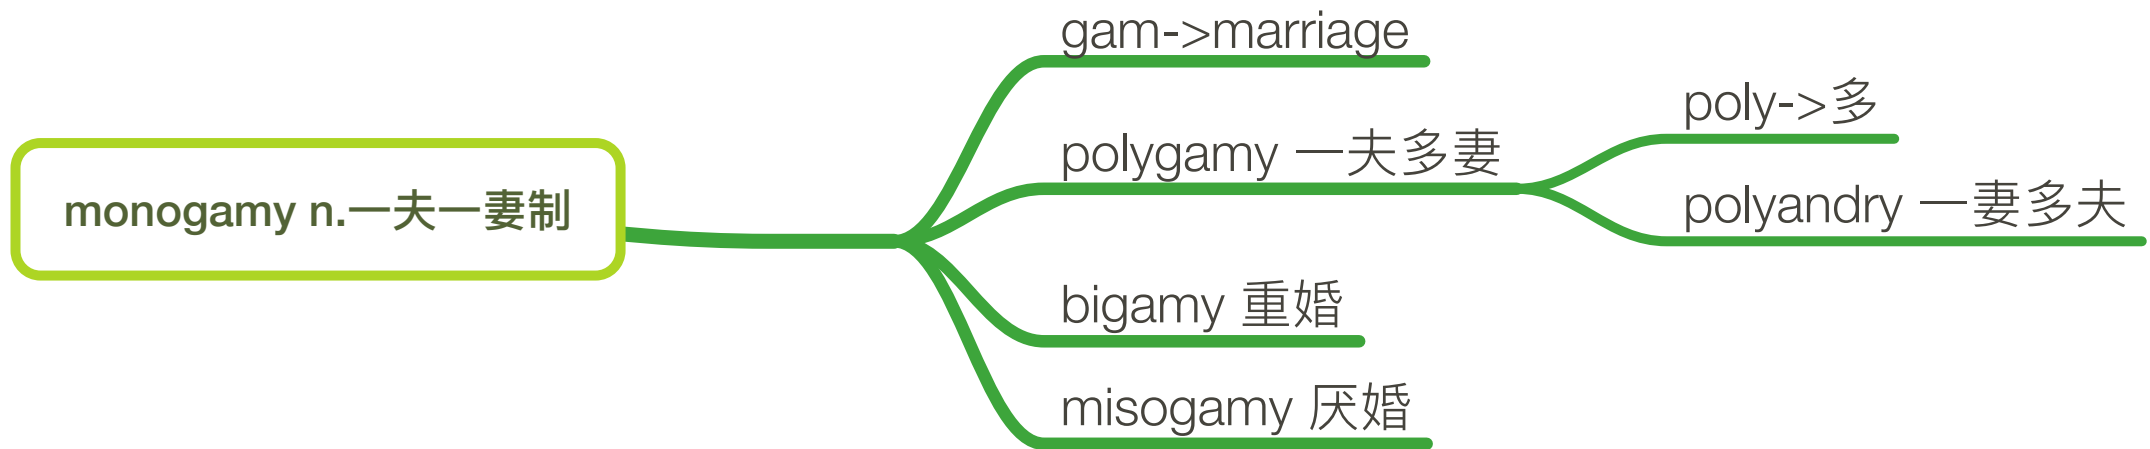 monogamy n.一夫一妻制
gam->marriage
polygamy 一夫多妻
poly->多
polyandry 一妻多夫
bigamy 重婚
misogamy 厌婚